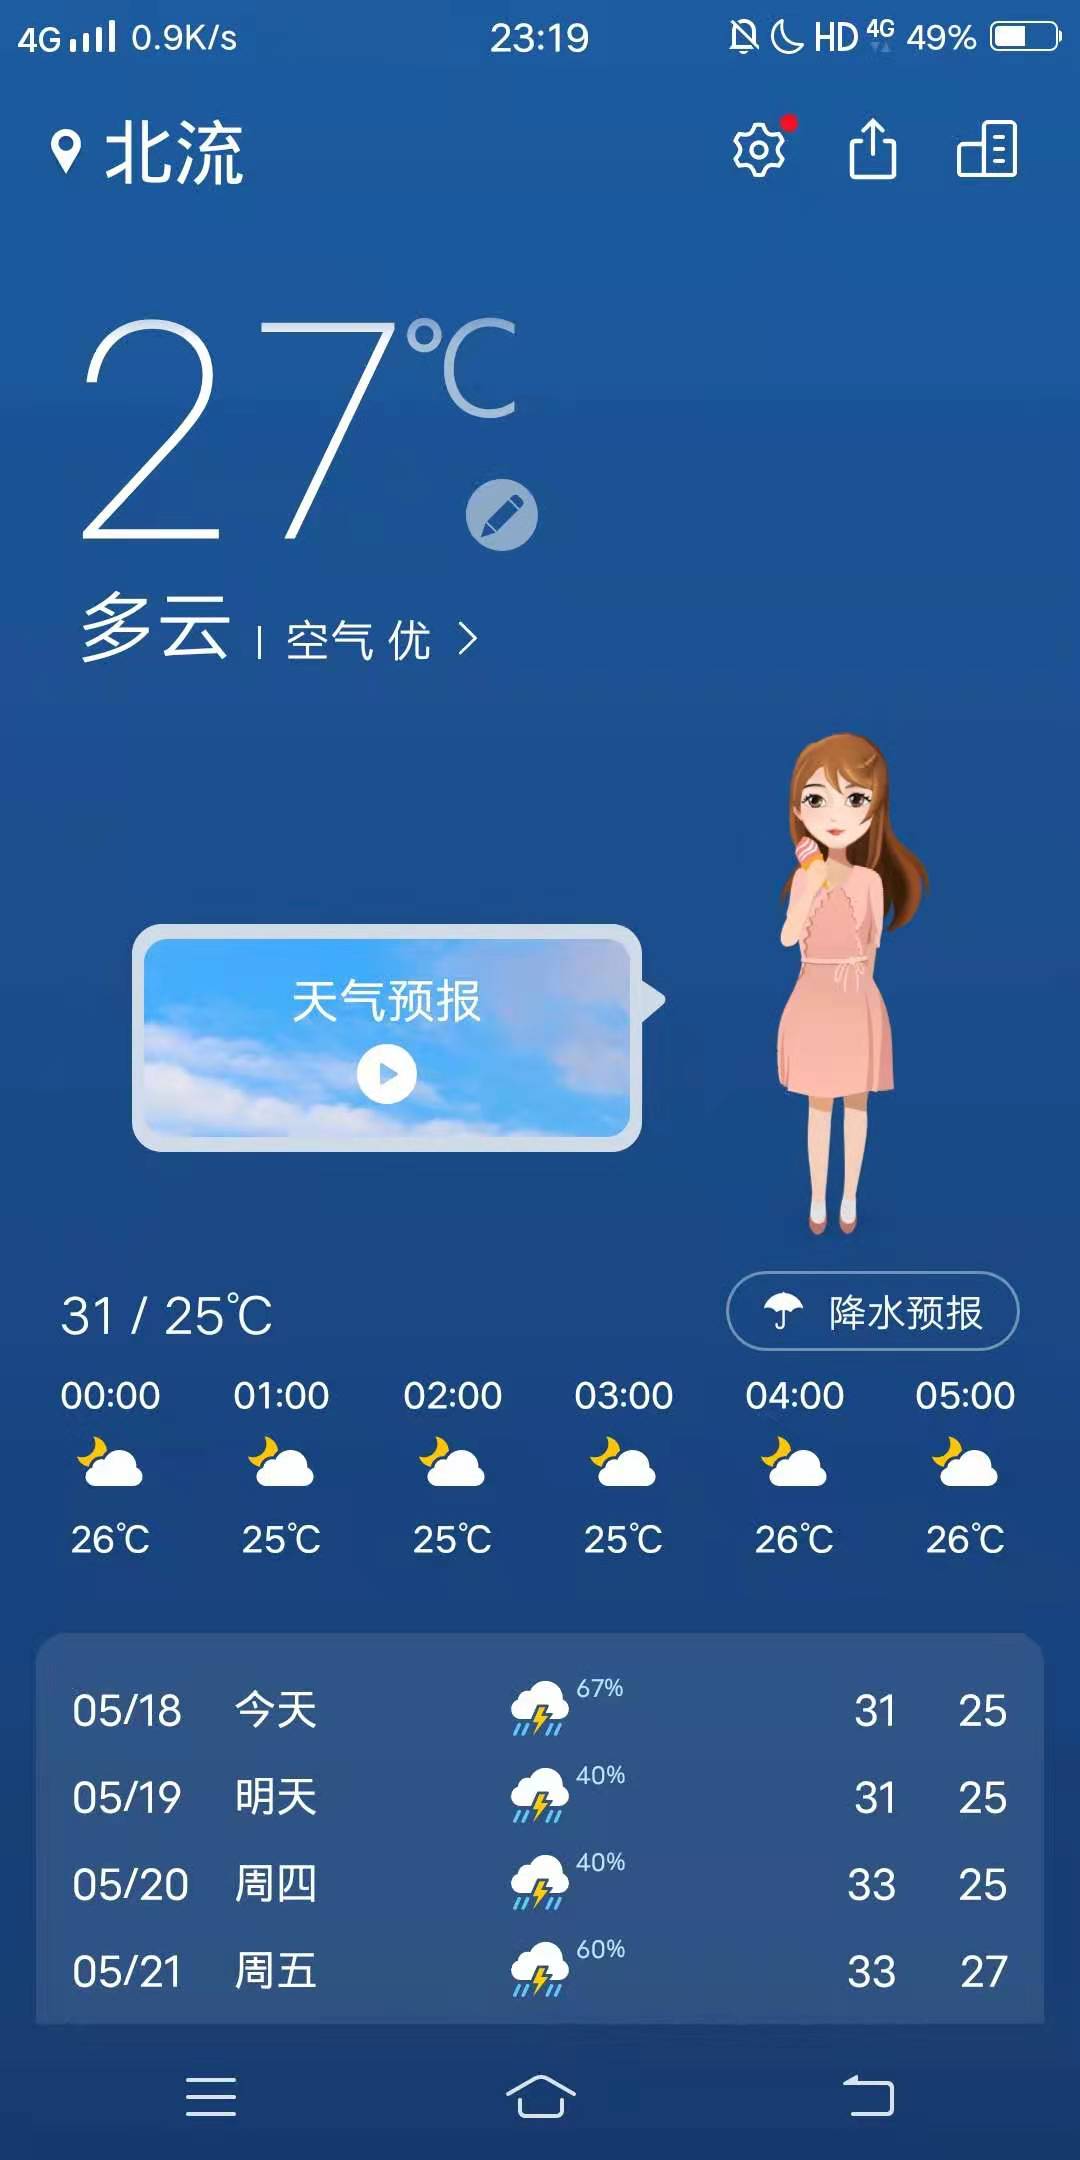 4G 0.9K/s 23:19 HD 4G 49%
北流
27℃
多云 | 空气 优
天气预报
31 / 25℃ 降水预报
00:00 01:00 02:00 03:00 04:00 05:00
26℃ 25℃ 25℃ 25℃ 26℃ 26℃
05/18 今天 67% 31 25
05/19 明天 40% 31 25
05/20 周四 40% 33 25
05/21 周五 60% 33 27